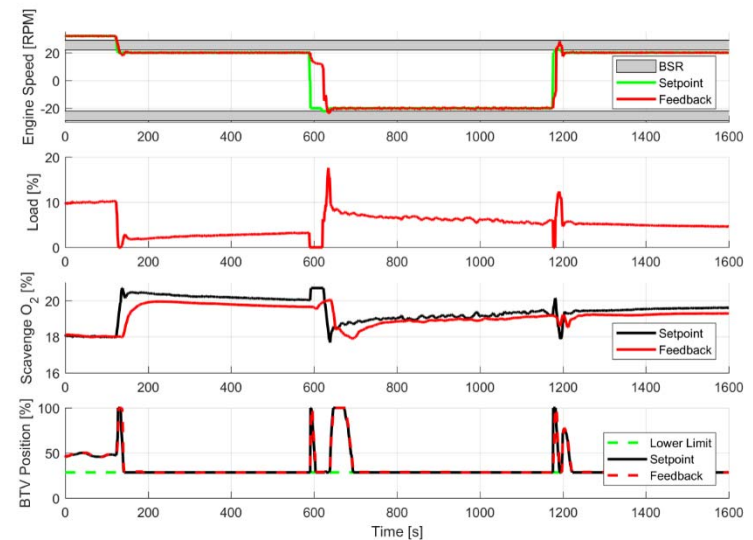 Engine Speed [RPM]
20
0
-20
BSR
Setpoint
Feedback
0 200 400 600 800 1000 1200 1400 1600
Load [%]
20
10
0
0 200 400 600 800 1000 1200 1400 1600
Scavenge O2 [%]
20
18
16
Setpoint
Feedback
0 200 400 600 800 1000 1200 1400 1600
BTV Position [%]
100
50
0
Lower Limit
Setpoint
Feedback
0 200 400 600 800 1000 1200 1400 1600
Time [s]